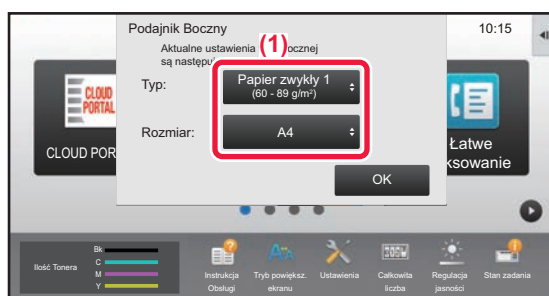 Podajnik Boczny
10:15
Aktualne ustawienia (1) ocznej
są następu
Typ:
Papier zwykły 1
(60 - 89 g/m²)
Rozmiar:
A4
OK
CLOUD
PORTAL
CLOUD POR
Łatwe
ksowanie
Ilość Tonera
Bk
C
M
Y
Instrukcja
Obsługi
Tryb powiększ.
ekranu
Ustawienia
Całkowita
liczba
Regulacja
jasności
Stan zadania